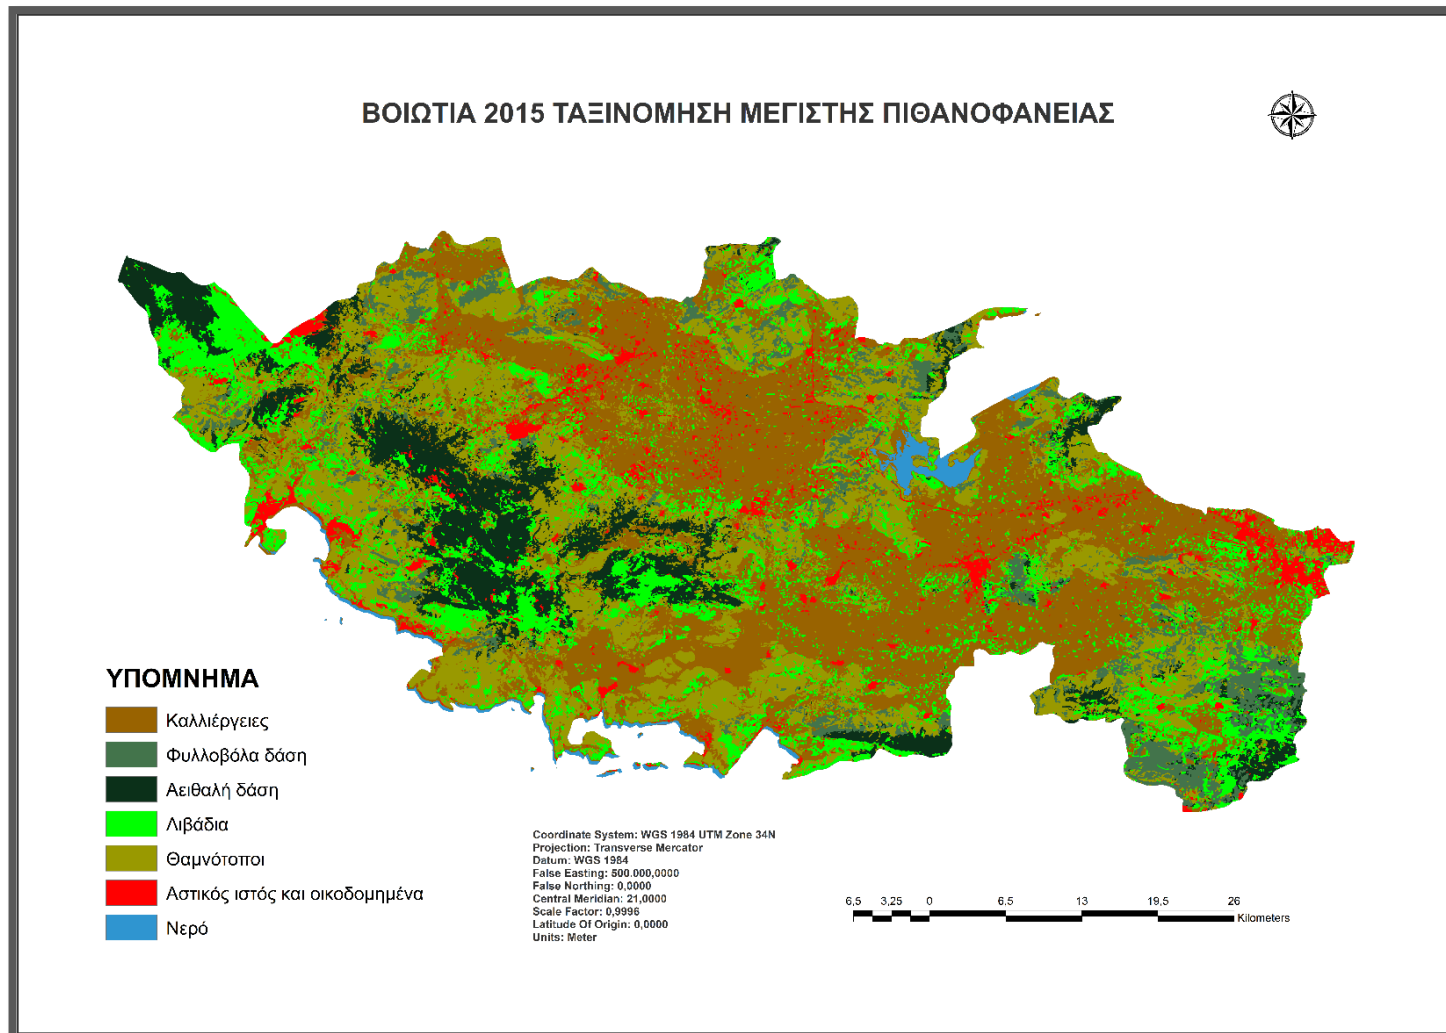 ΒΟΙΩΤΙΑ 2015 ΤΑΞΙΝΟΜΗΣΗ ΜΕΓΙΣΤΗΣ ΠΙΘΑΝΟΦΑΝΕΙΑΣ
ΥΠΟΜΝΗΜΑ
Καλλιέργειες
Φυλλοβόλα δάση
Αειθαλή δάση
Λιβάδια
Θαμνότοποι
Αστικός ιστός και οικοδομημένα
Νερό
Coordinate System: WGS 1984 UTM Zone 34N
Projection: Transverse Mercator
Datum: WGS 1984
False Easting: 500.000,0000
False Northing: 0,0000
Central Meridian: 21,0000
Scale Factor: 0,9996
Latitude Of Origin: 0,0000
Units: Meter
6,5 3,25 0 6,5 13 19,5 26
Kilometers